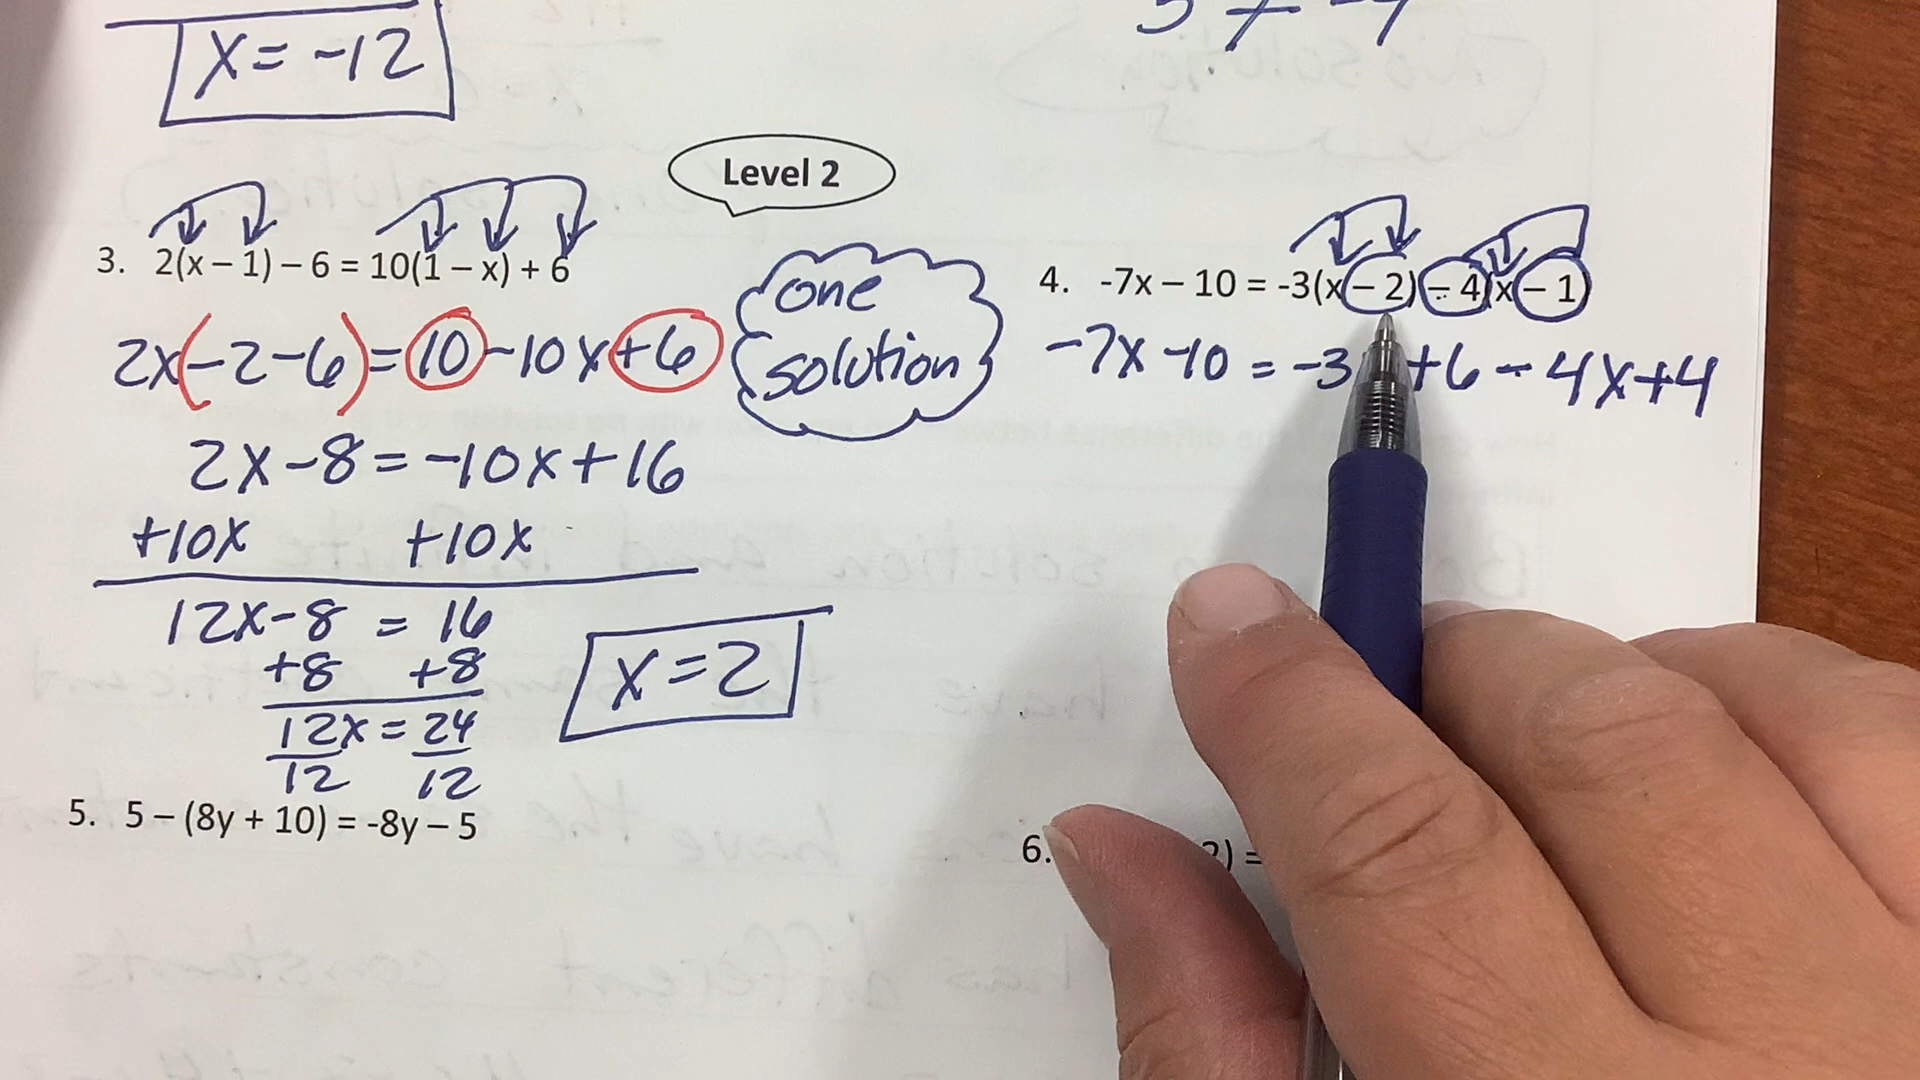 x = -12
Level 2
3. 2(x – 1) – 6 = 10(1 – x) + 6
2x(-2-6) = 10 -10x +6
2x-8 = -10x+16
+10x +10x
12x-8 = 16
+8 +8
12x = 24
12 12
x = 2
one
solution
4. -7x – 10 = -3(x – 2) – 4(x – 1)
-7x -10 = -3 +6 - 4x+4
5. 5 – (8y + 10) = -8y – 5
6. 2) =